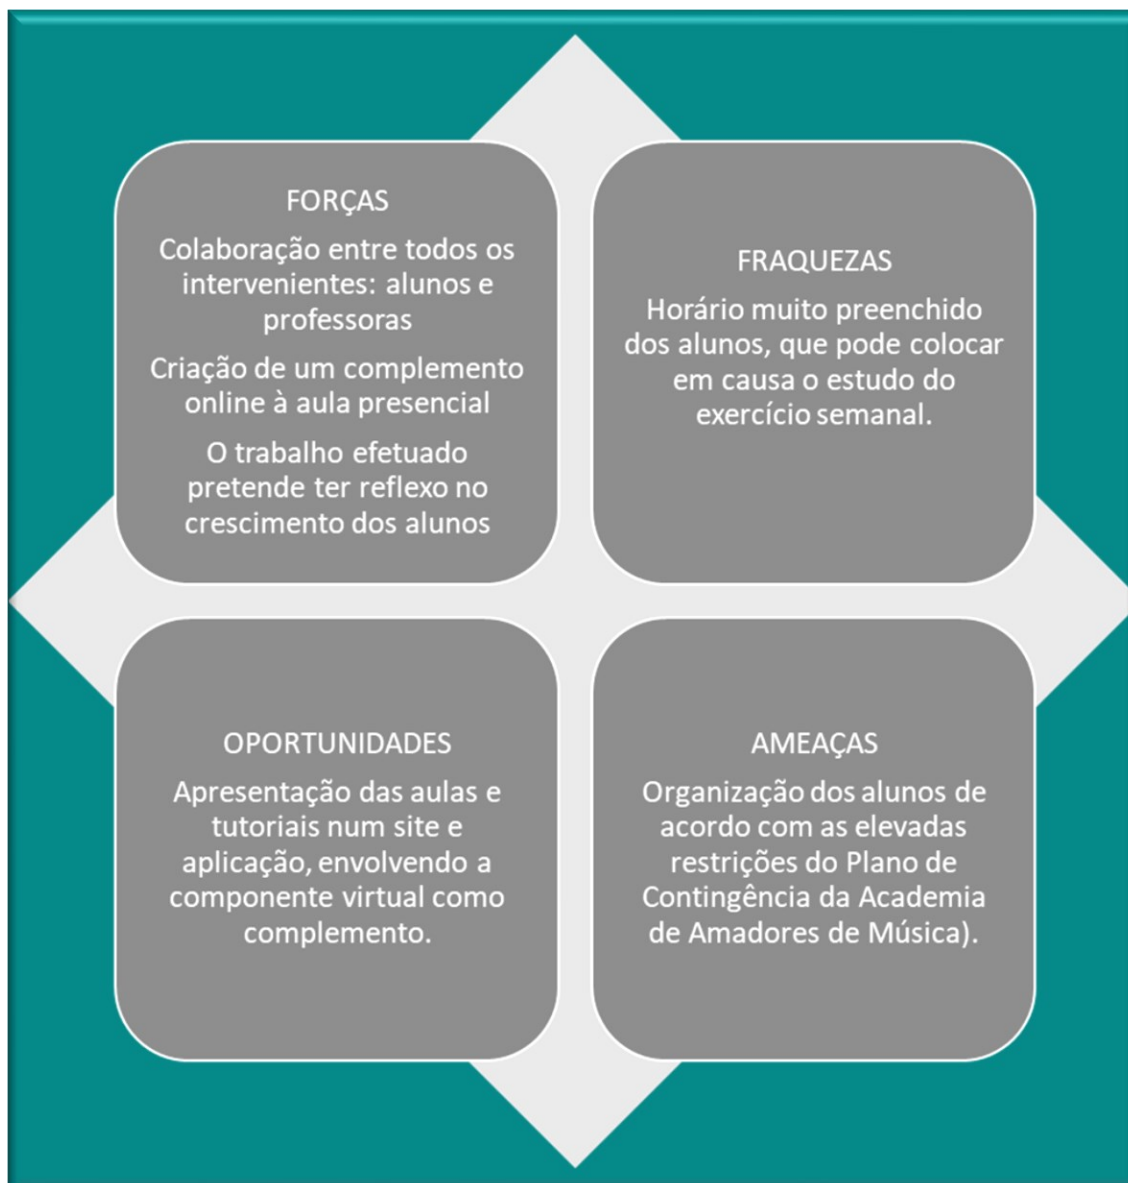 FORÇAS
Colaboração entre todos os
intervenientes: alunos e
professoras
Criação de um complemento
online à aula presencial
O trabalho efetuado
pretende ter reflexo no
crescimento dos alunos
FRAQUEZAS
Horário muito preenchido
dos alunos, que pode colocar
em causa o estudo do
exercício semanal.
OPORTUNIDADES
Apresentação das aulas e
tutoriais num site e
aplicação, envolvendo a
componente virtual como
complemento.
AMEAÇAS
Organização dos alunos de
acordo com as elevadas
restrições do Plano de
Contingência da Academia
de Amadores de Música).